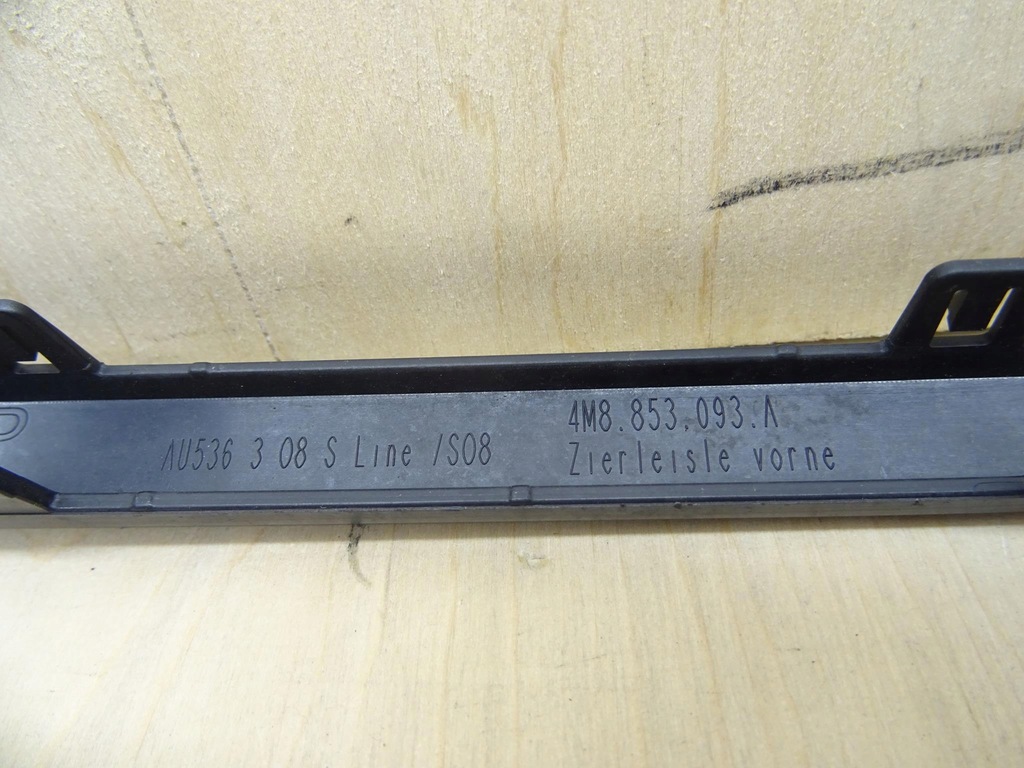 4M8.853.093.A
AU536 3 08 S Line /S08
Zierleisle vorne